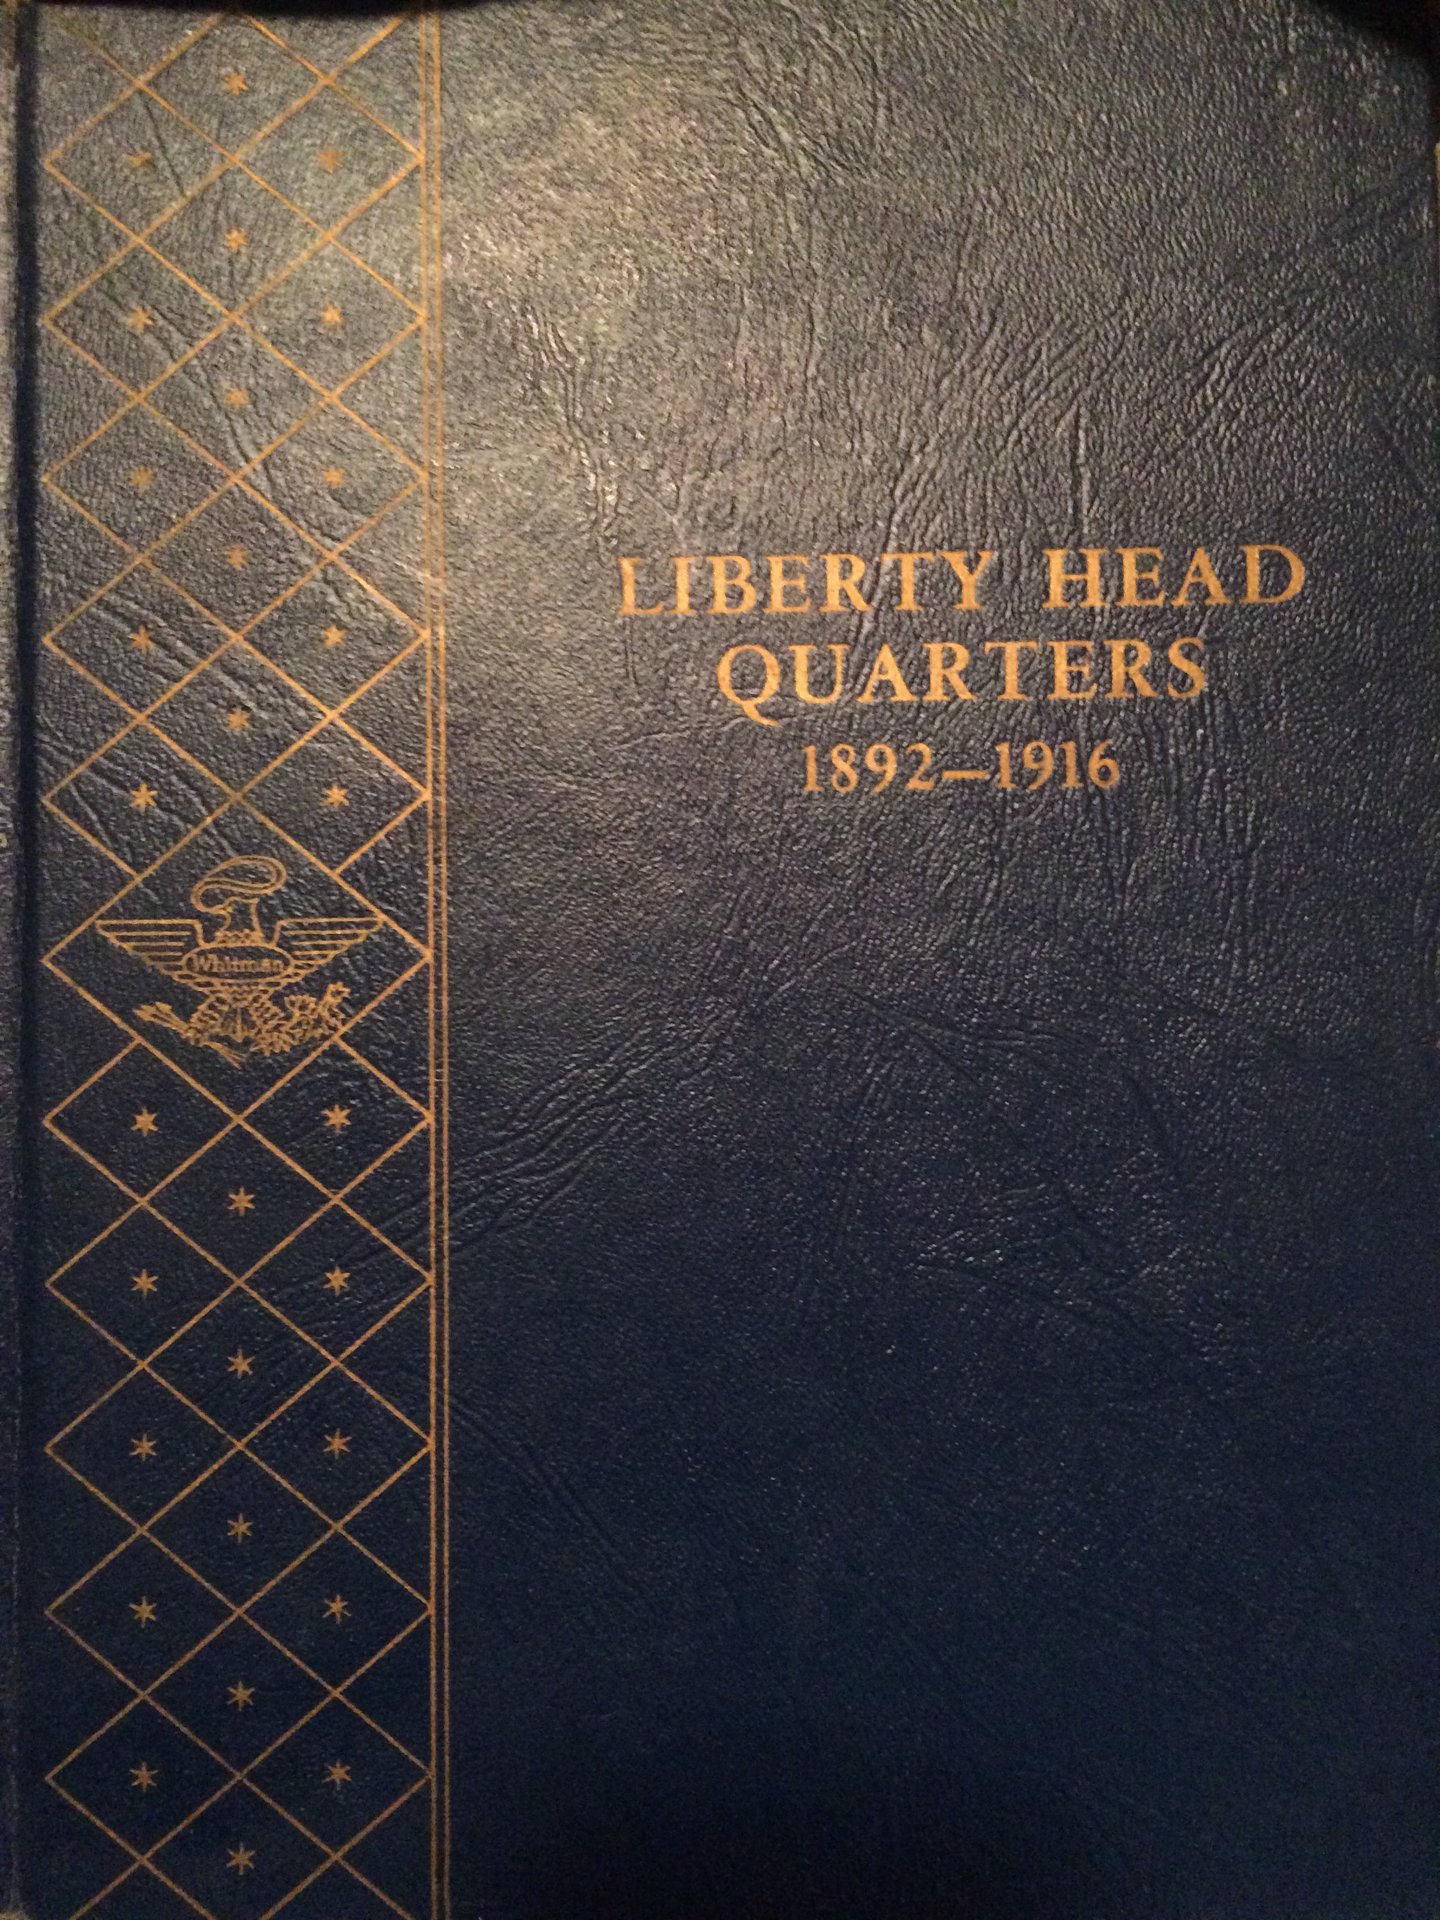 LIBERTY HEAD
QUARTERS
1892–1916
Whitman